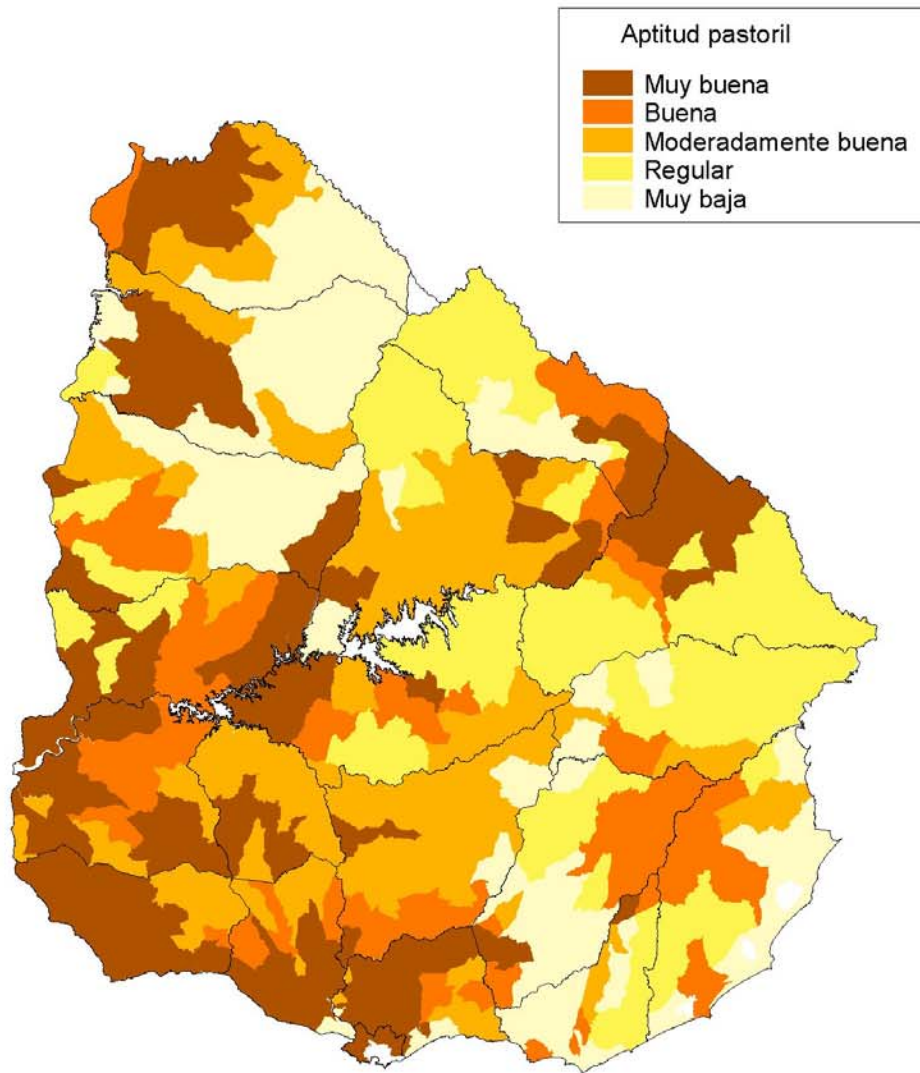 Aptitud pastoril
Muy buena
Buena
Moderadamente buena
Regular
Muy baja